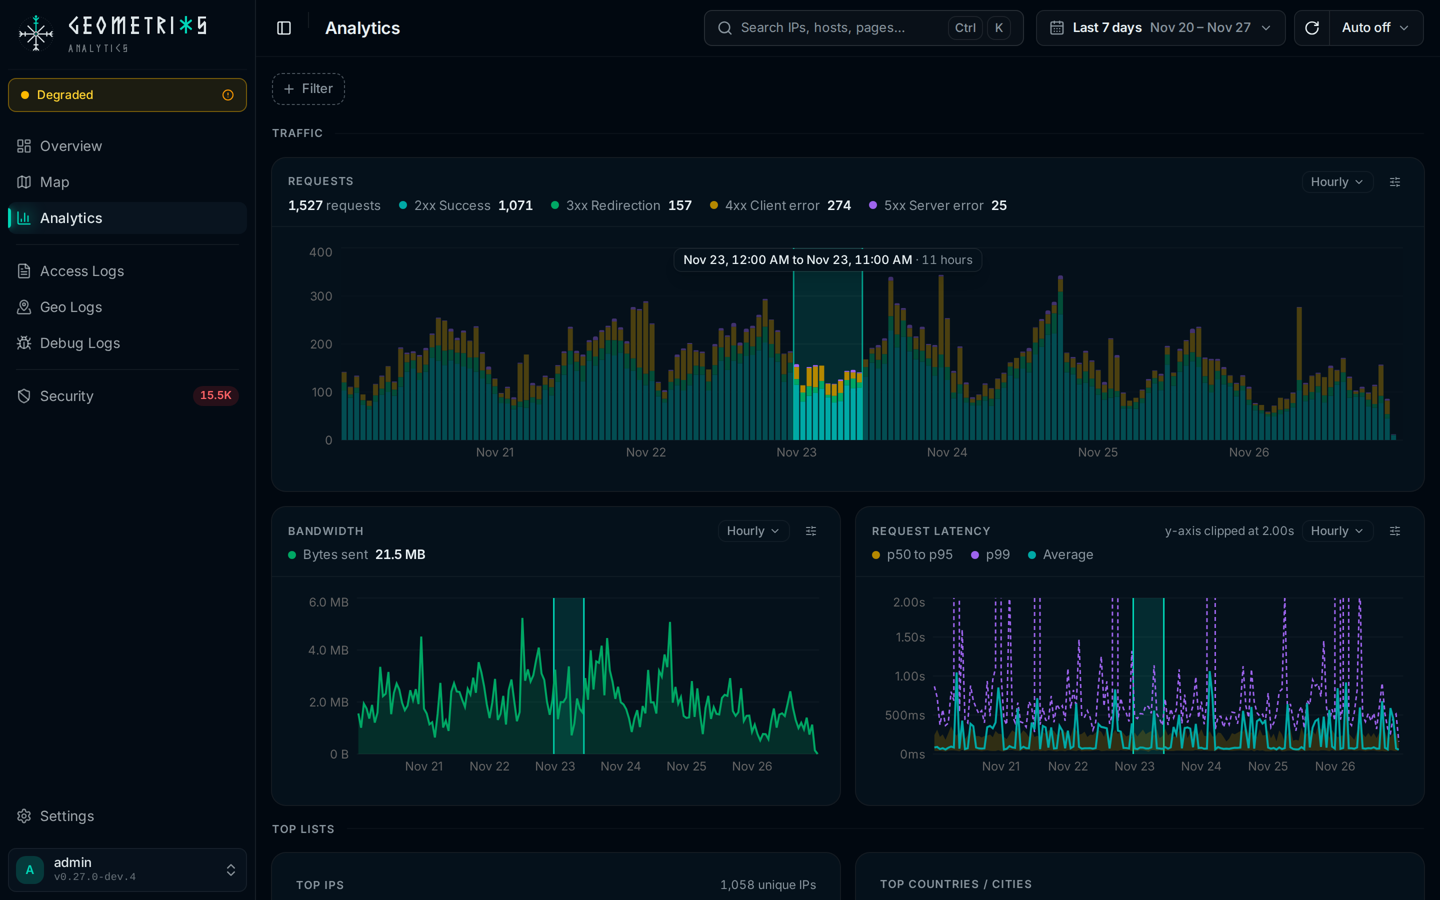 GEOMETRIKS
ANALYTICS
Degraded
Overview
Map
Analytics
Access Logs
Geo Logs
Debug Logs
Security 15.5K
Settings
A admin
v0.27.0-dev.4
Analytics
Search IPs, hosts, pages... Ctrl K
Last 7 days Nov 20 – Nov 27
Auto off
+ Filter
TRAFFIC
REQUESTS
Hourly
1,527 requests 2xx Success 1,071 3xx Redirection 157 4xx Client error 274 5xx Server error 25
Nov 23, 12:00 AM to Nov 23, 11:00 AM · 11 hours
400
300
200
100
0
Nov 21 Nov 22 Nov 23 Nov 24 Nov 25 Nov 26
BANDWIDTH
Hourly
Bytes sent 21.5 MB
6.0 MB
4.0 MB
2.0 MB
0 B
Nov 21 Nov 22 Nov 23 Nov 24 Nov 25 Nov 26
REQUEST LATENCY
y-axis clipped at 2.00s Hourly
p50 to p95 p99 Average
2.00s
1.50s
1.00s
500ms
0ms
Nov 21 Nov 22 Nov 23 Nov 24 Nov 25 Nov 26
TOP LISTS
TOP IPS 1,058 unique IPs
TOP COUNTRIES / CITIES